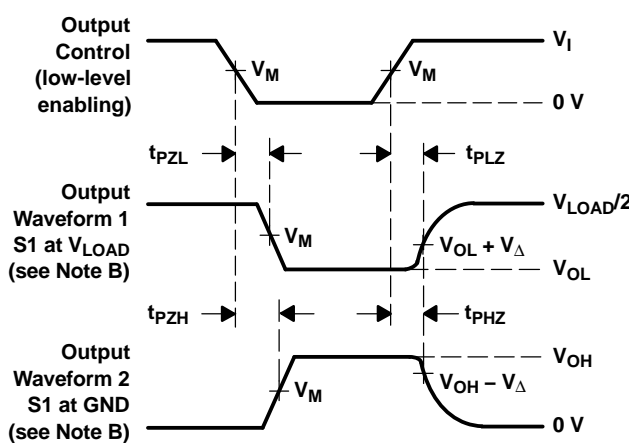 Output
Control
(low-level
enabling)
V_M
V_M
V_I
0 V
t_PZL
t_PLZ
Output
Waveform 1
S1 at V_LOAD
(see Note B)
V_M
V_LOAD/2
V_OL + V_Δ
V_OL
t_PZH
t_PHZ
Output
Waveform 2
S1 at GND
(see Note B)
V_M
V_OH
V_OH − V_Δ
0 V